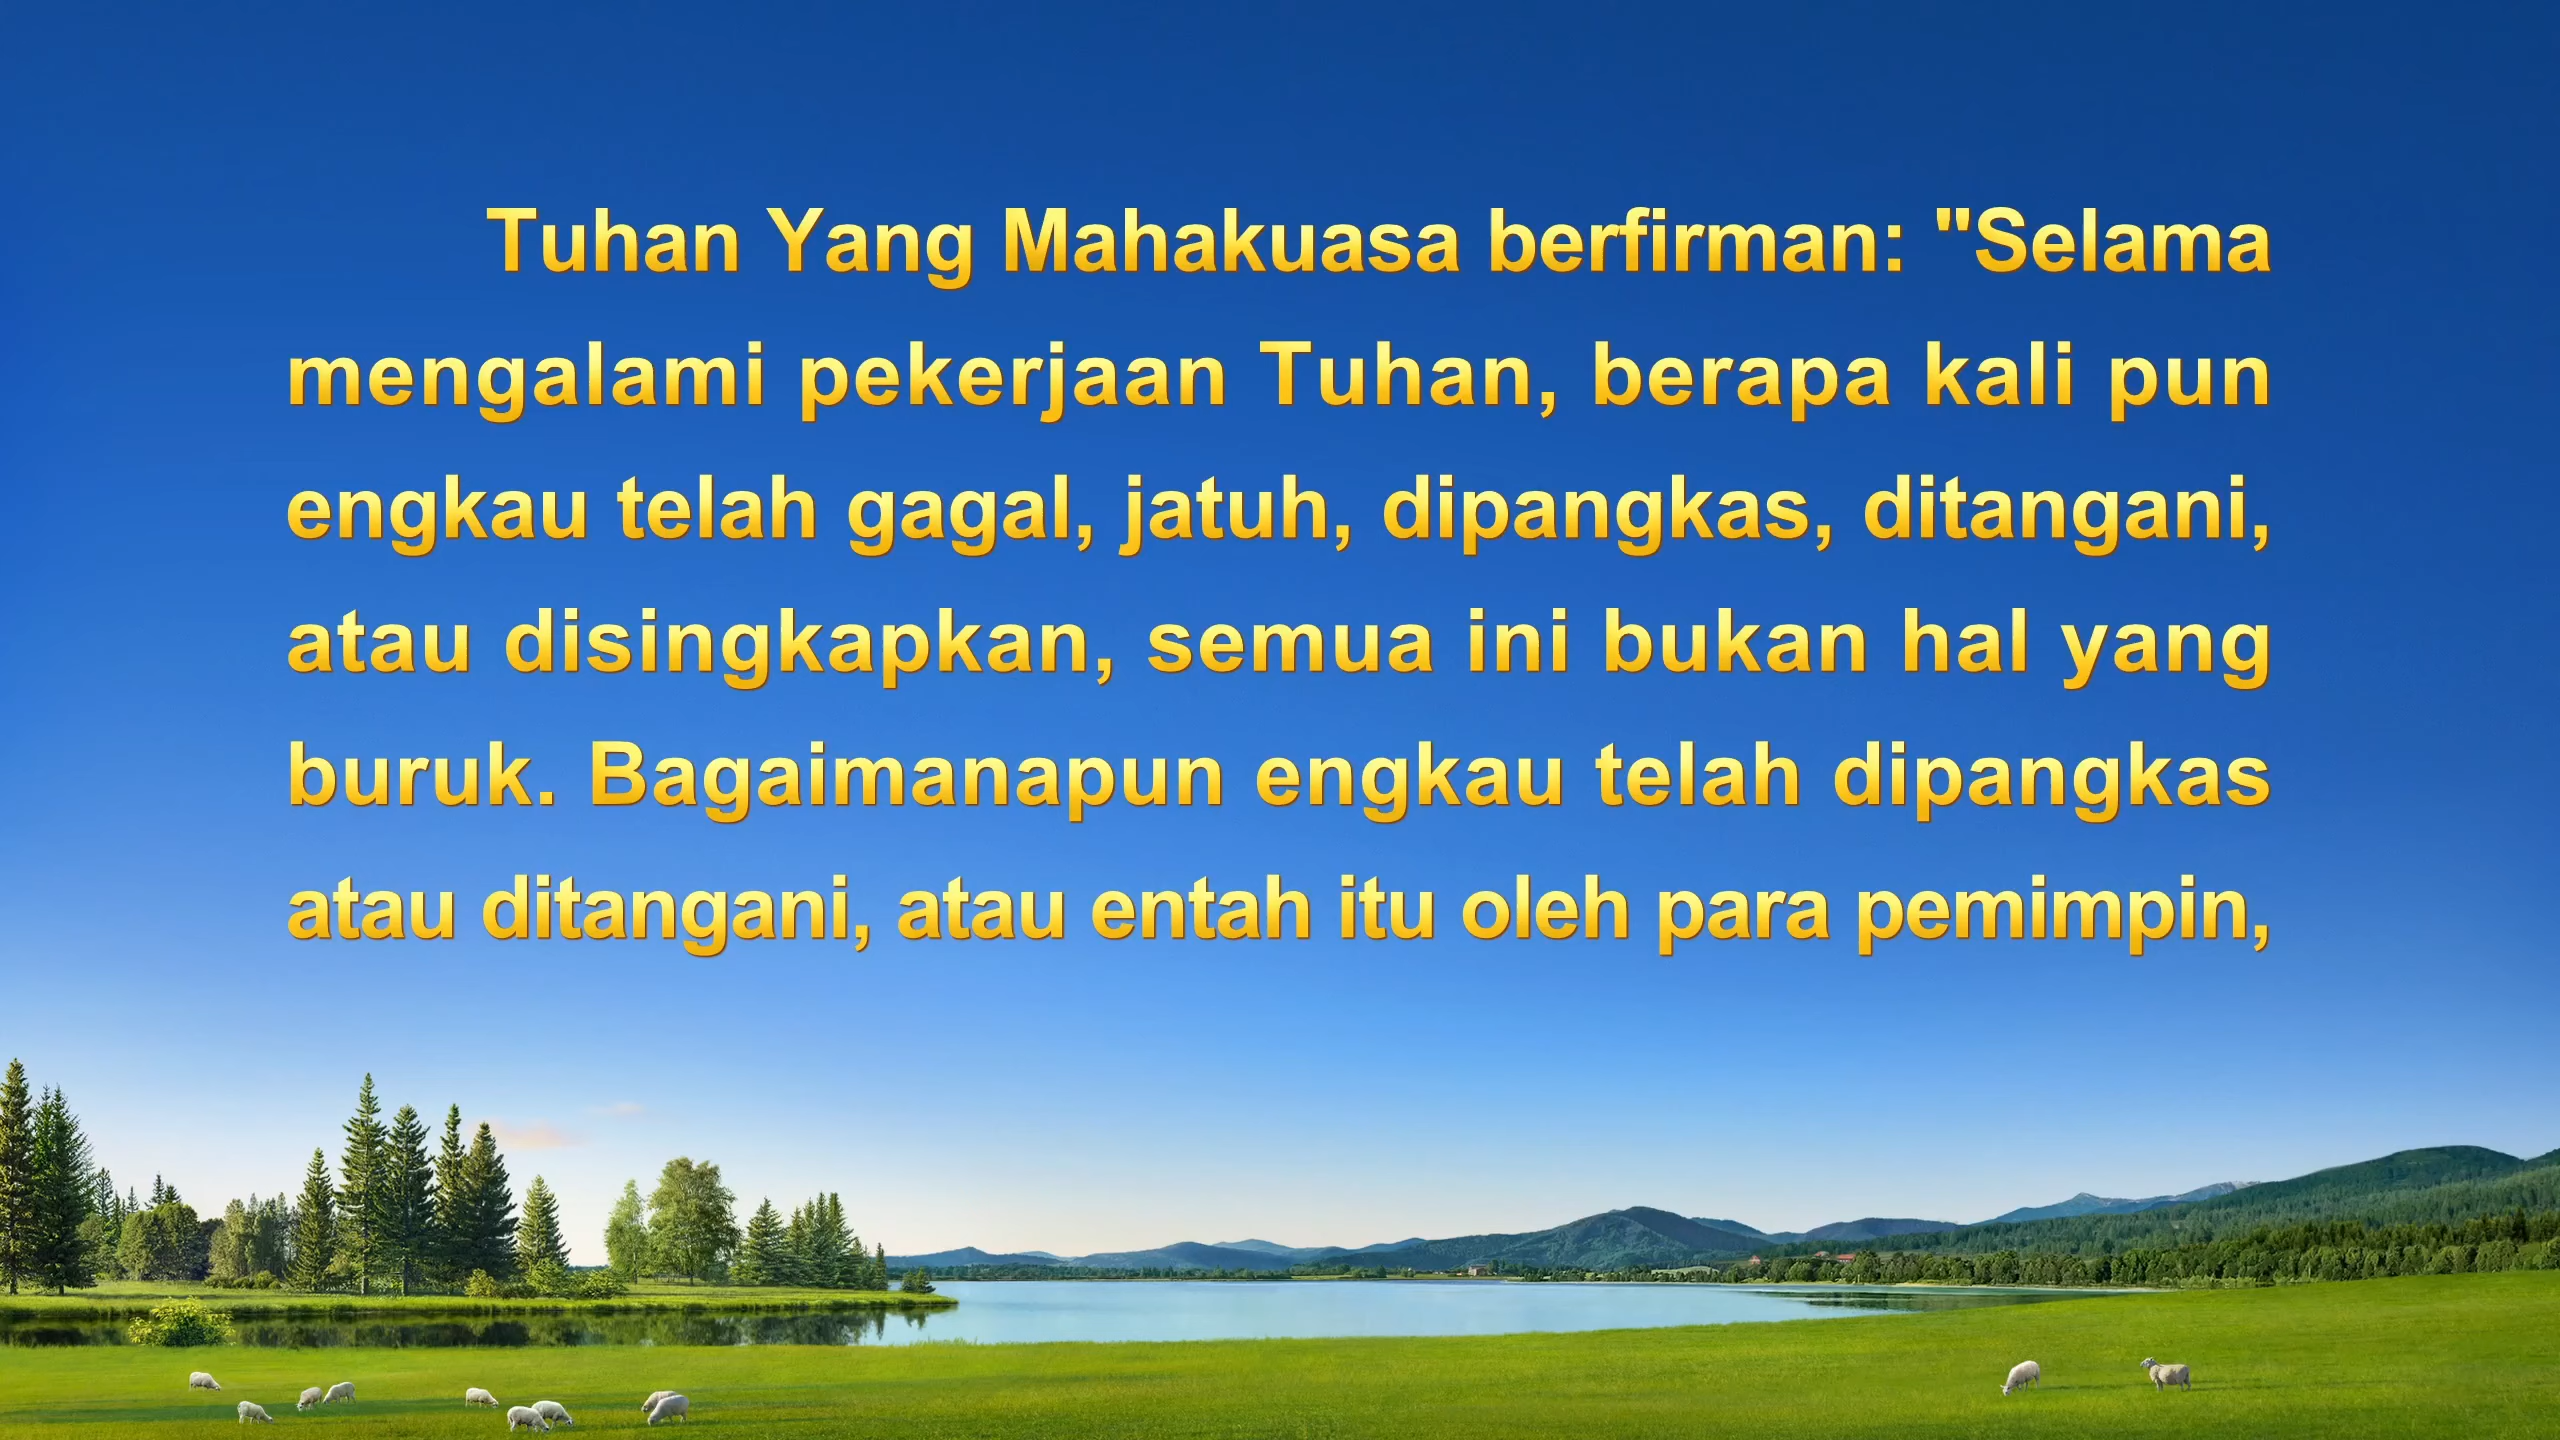 Tuhan Yang Mahakuasa berfirman: "Selama
mengalami pekerjaan Tuhan, berapa kali pun
engkau telah gagal, jatuh, dipangkas, ditangani,
atau disingkapkan, semua ini bukan hal yang
buruk. Bagaimanapun engkau telah dipangkas
atau ditangani, atau entah itu oleh para pemimpin,